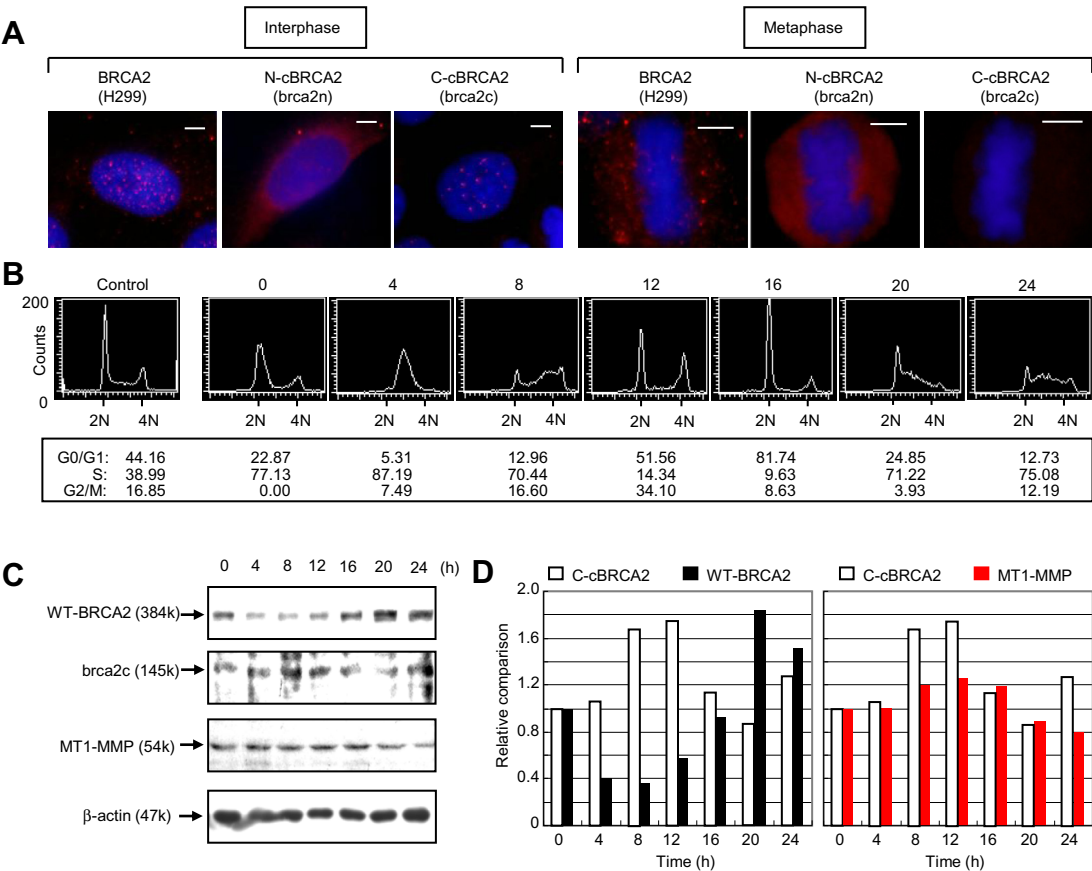 A
Interphase
Metaphase
BRCA2
(H299)
N-cBRCA2
(brca2n)
C-cBRCA2
(brca2c)
BRCA2
(H299)
N-cBRCA2
(brca2n)
C-cBRCA2
(brca2c)
B
Control 0 4 8 12 16 20 24
200
Counts
0
2N 4N 2N 4N 2N 4N 2N 4N 2N 4N 2N 4N 2N 4N 2N 4N
G0/G1: 44.16 22.87 5.31 12.96 51.56 81.74 24.85 12.73
S: 38.99 77.13 87.19 70.44 14.34 9.63 71.22 75.08
G2/M: 16.85 0.00 7.49 16.60 34.10 8.63 3.93 12.19
C
0 4 8 12 16 20 24 (h)
WT-BRCA2 (384k)
brca2c (145k)
MT1-MMP (54k)
β-actin (47k)
D
C-cBRCA2 WT-BRCA2 C-cBRCA2 MT1-MMP
2.0
1.6
1.2
0.8
0.4
0
Relative comparison
0 4 8 12 16 20 24 0 4 8 12 16 20 24
Time (h) Time (h)